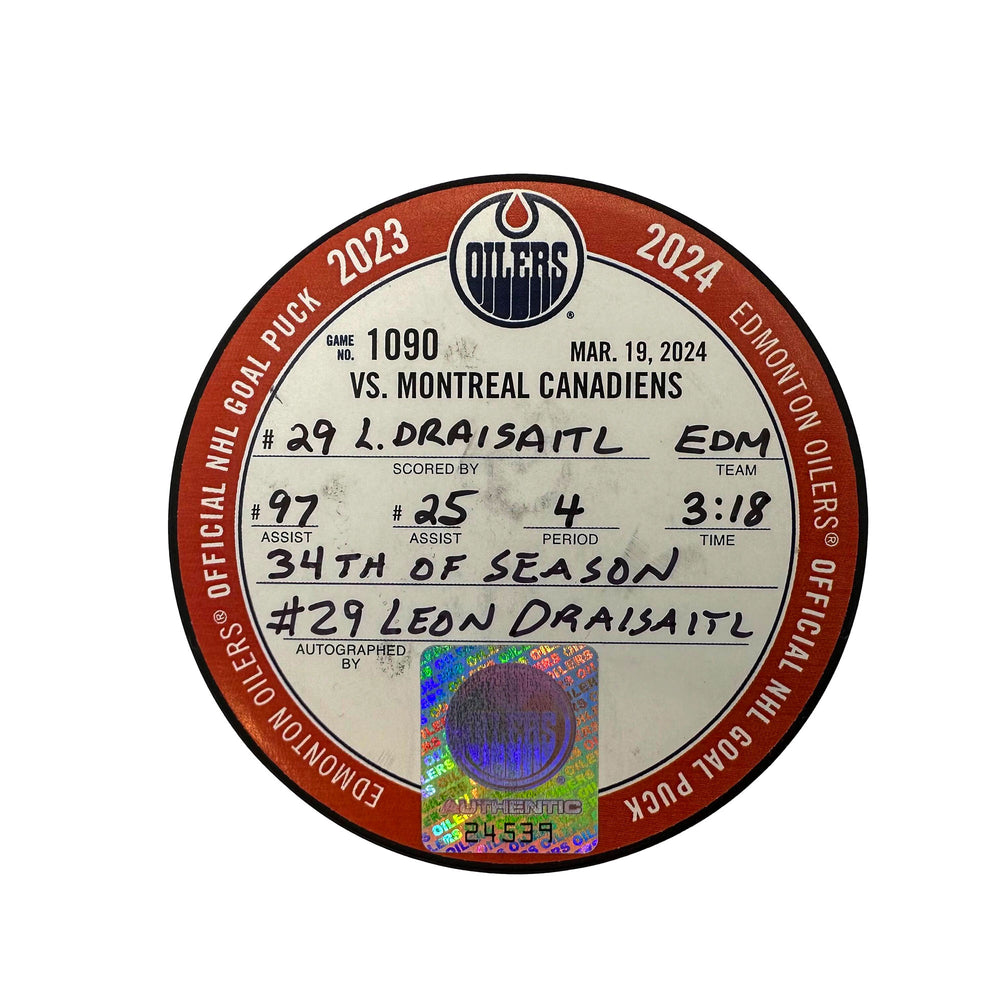 2023 2024
OILERS
EDMONTON OILERS® OFFICIAL NHL GOAL PUCK
EDMONTON OILERS® OFFICIAL NHL GOAL PUCK
GAME NO. 1090 MAR. 19, 2024
VS. MONTREAL CANADIENS
# 29 L. DRAISAITL EDM
SCORED BY TEAM
# 97 # 25 4 3:18
ASSIST ASSIST PERIOD TIME
34TH OF SEASON
#29 LEON DRAISAITL
AUTOGRAPHED BY
OILERS
AUTHENTIC
24539